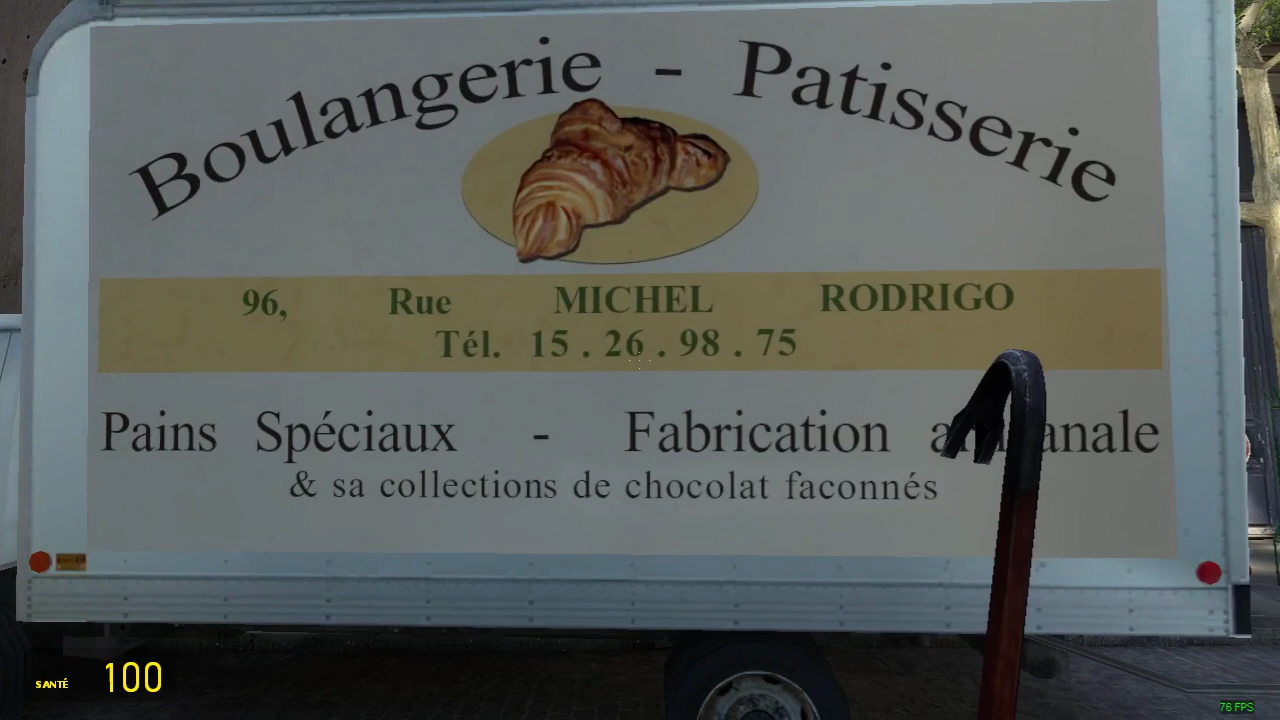 Boulangerie - Patisserie
96, Rue MICHEL RODRIGO
Tél. 15 . 26 . 98 . 75
Pains Spéciaux - Fabrication
& sa collections de chocolat faconnés
SANTÉ 100
76 FPS